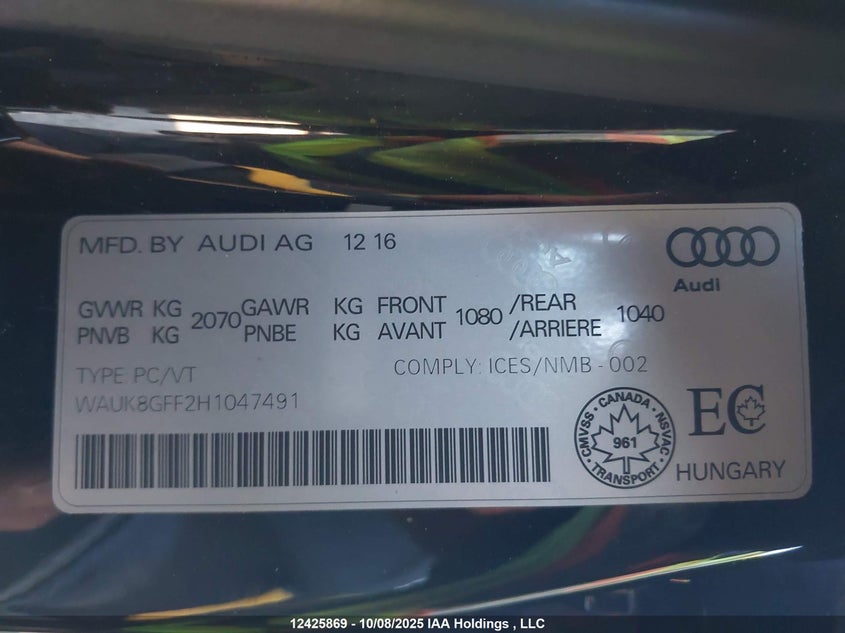 MFD. BY AUDI AG 12 16
Audi
GVWR KG 2070 GAWR KG FRONT 1080 /REAR 1040
PNVB KG PNBE KG AVANT /ARRIERE
TYPE PC/VT
COMPLY: ICES/NMB - 002
WAUK8GFF2H1047491
CANADA
CMVSS NSVAC
961
TRANSPORT
EC
HUNGARY
12425869 - 10/08/2025 IAA Holdings , LLC